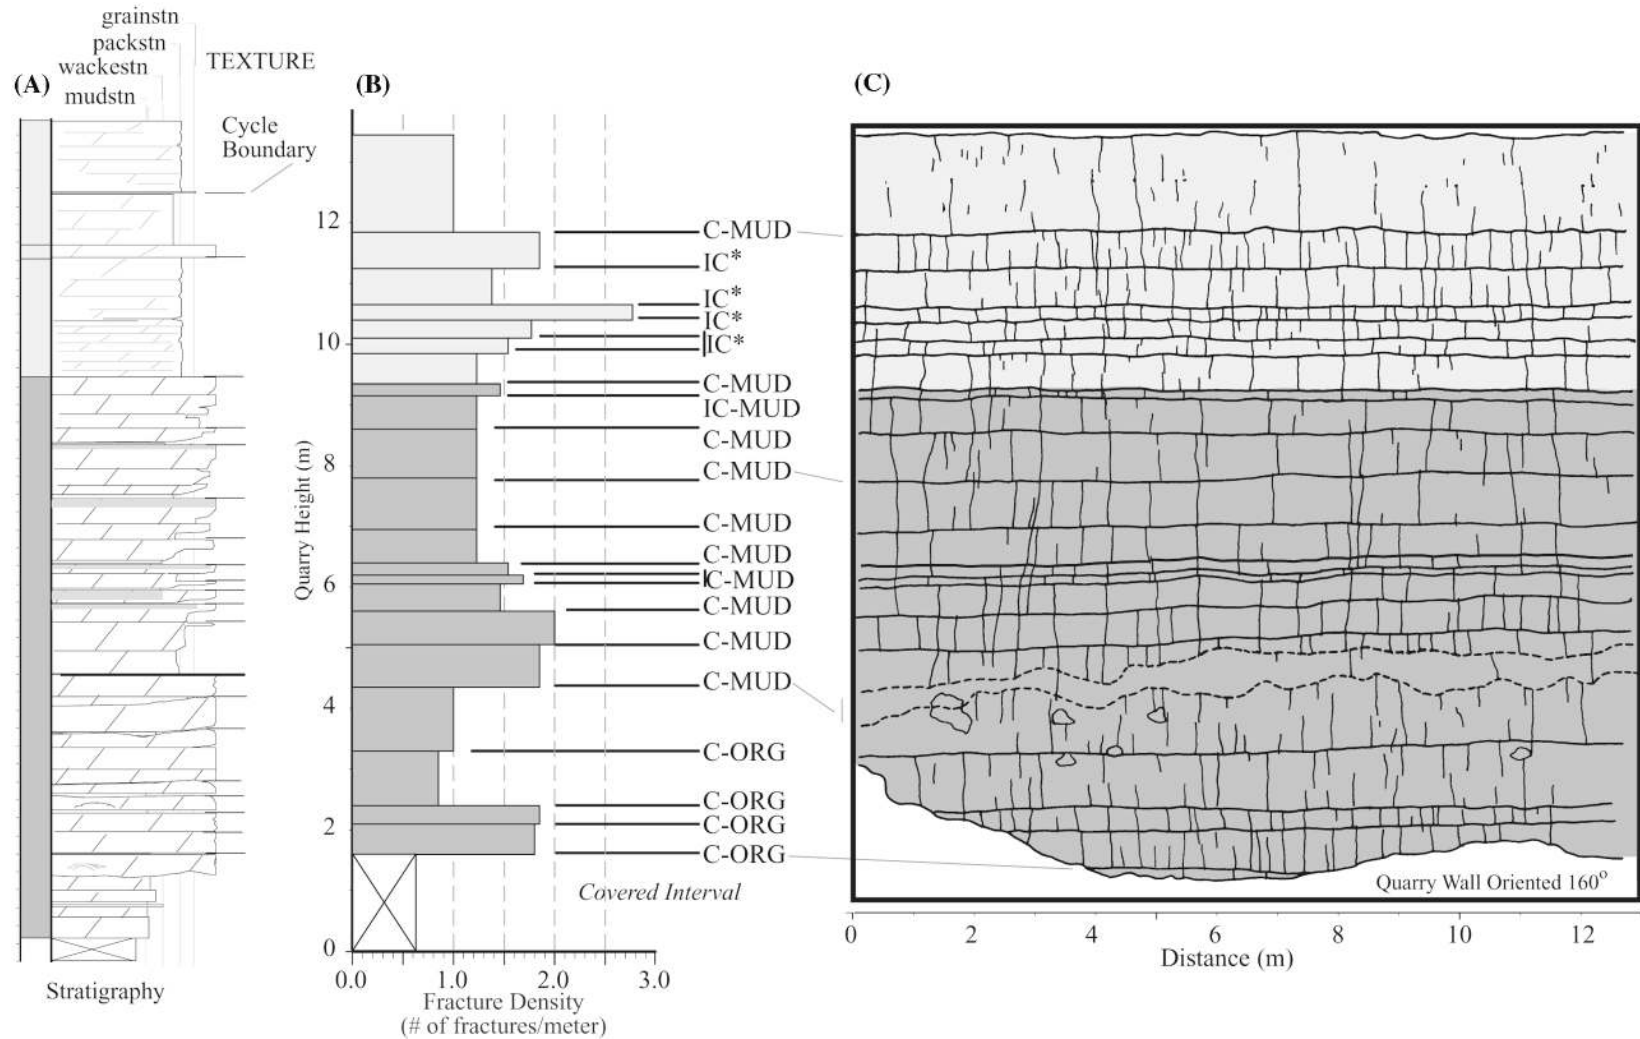 grainstn
packstn
wackestn
mudstn
TEXTURE
(A)
Cycle
Boundary
Stratigraphy
(B)
12
10
8
6
4
2
0
Quarry Height (m)
0.0 1.0 2.0 3.0
Fracture Density
(# of fractures/meter)
C-MUD
IC*
IC*
IC*
IC*
C-MUD
IC-MUD
C-MUD
C-MUD
C-MUD
C-MUD
C-MUD
C-MUD
C-MUD
C-MUD
C-ORG
C-ORG
C-ORG
C-ORG
Covered Interval
(C)
Quarry Wall Oriented 160°
0 2 4 6 8 10 12
Distance (m)